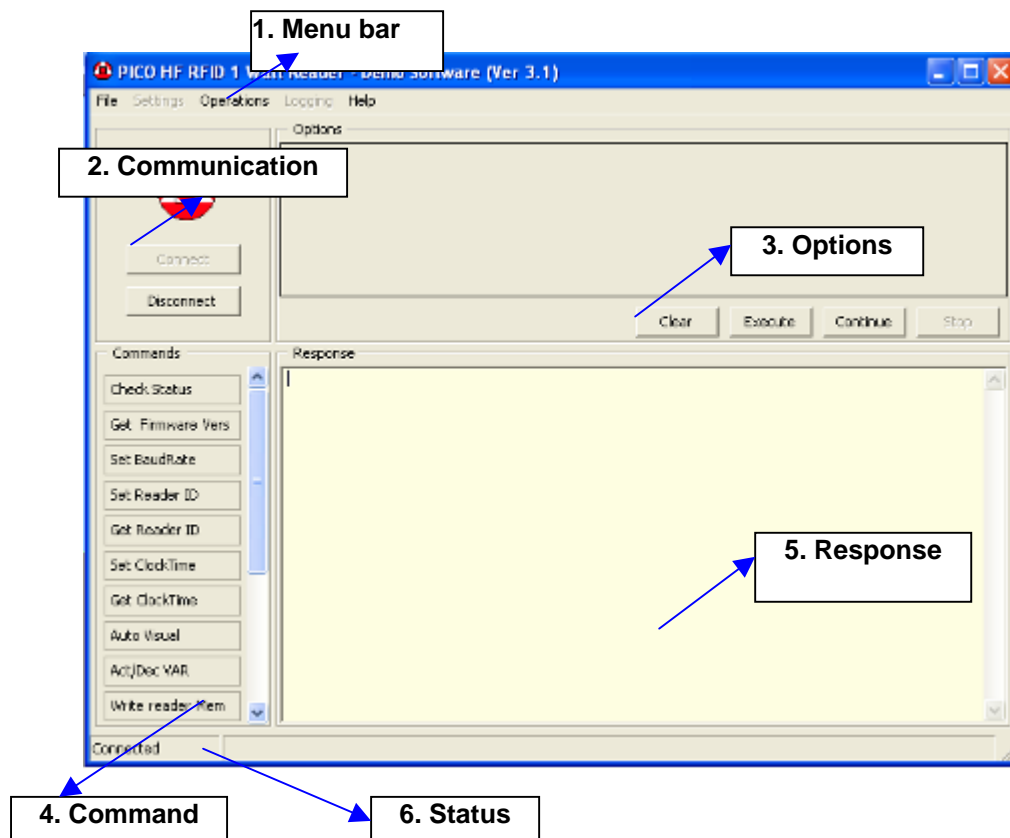 1. Menu bar
PICO HF RFID 1 Watt Reader - Demo Software (Ver 3.1)
File Settings Operations Logging Help
Options
2. Communication
3. Options
Connect
Disconnect
Clear Execute Continue Stop
Commands
Response
Check Status
Get Firmware Vers
Set BaudRate
Set Reader ID
Get Reader ID
5. Response
Set ClockTime
Get ClockTime
Auto Visual
Act/Dec VAR
Write reader Mem
Connected
4. Command
6. Status